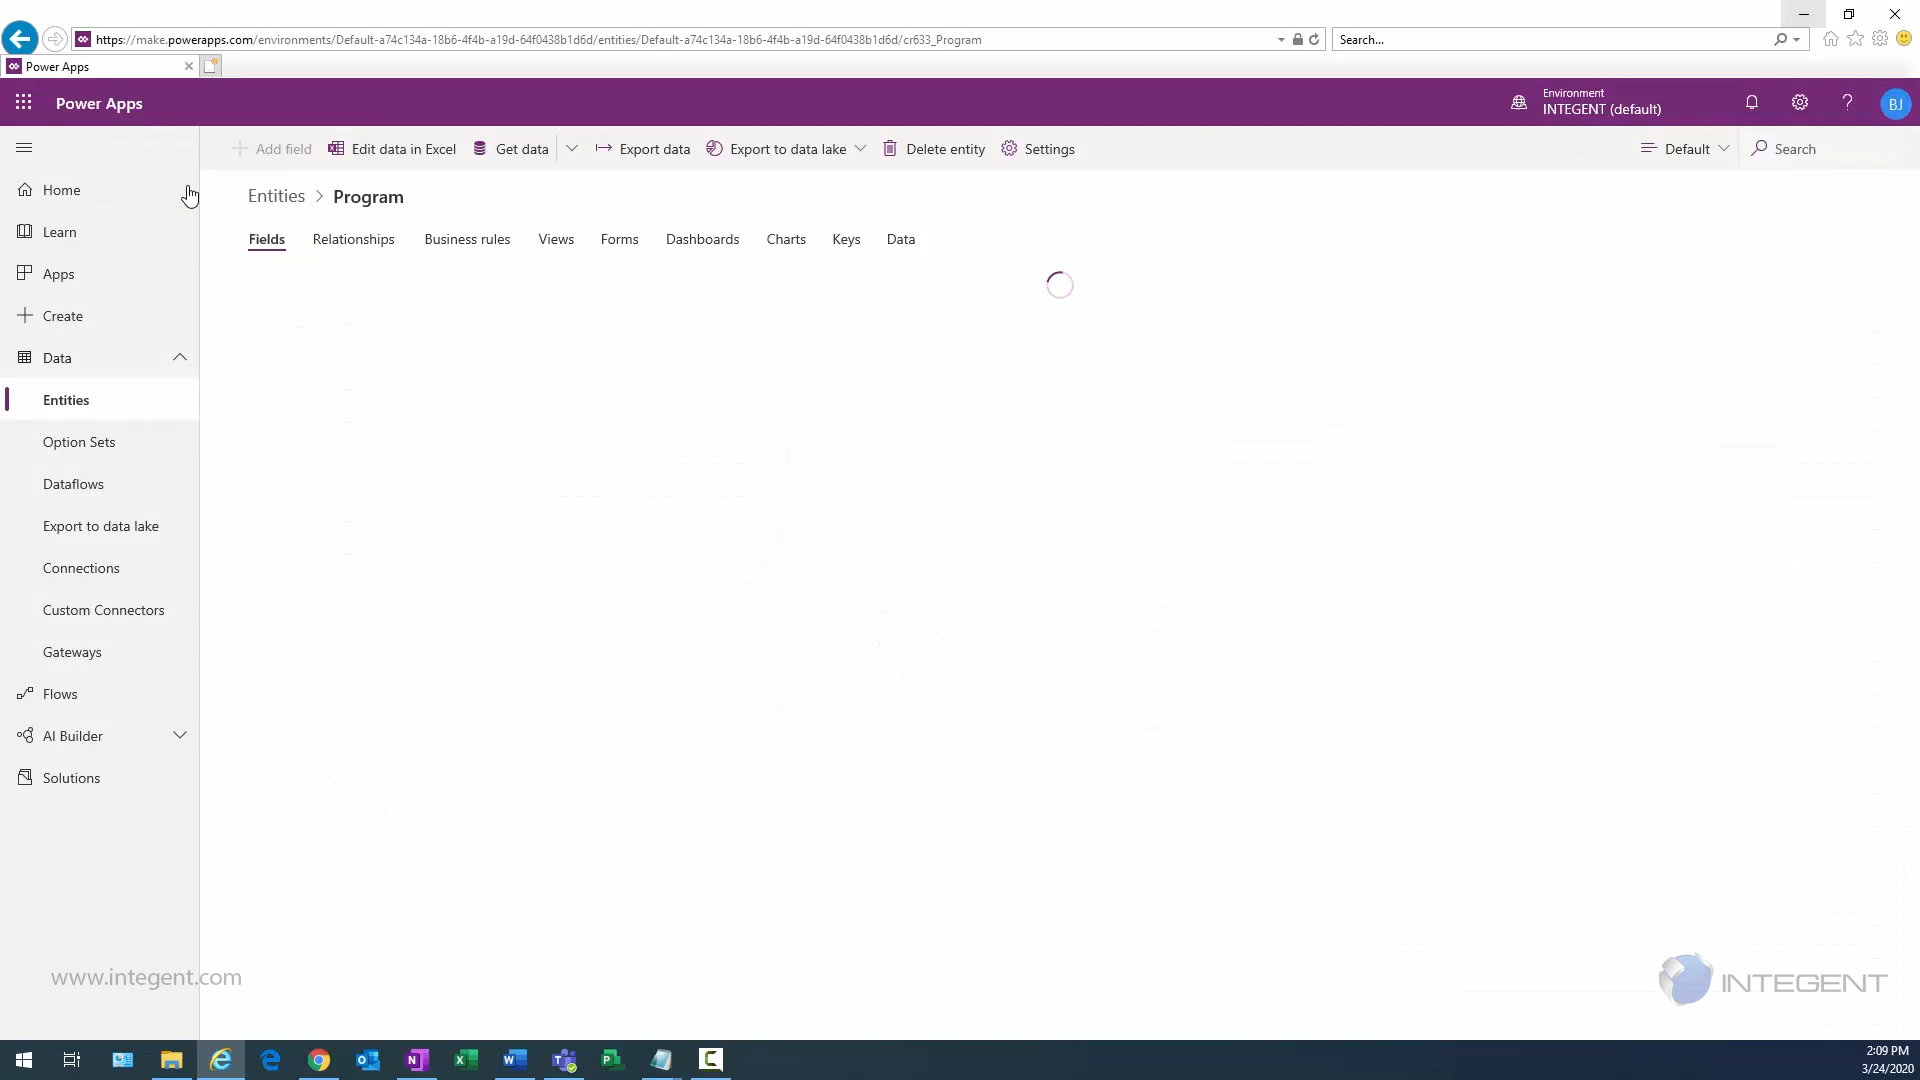 https://make.powerapps.com/environments/Default-a74c134a-18b6-4f4b-a19d-64f0438b1d6d/entities/Default-a74c134a-18b6-4f4b-a19d-64f0438b1d6d/cr633_Program
Search...
Power Apps
Power Apps
Environment
INTEGENT (default)
BJ
Add field
Edit data in Excel
Get data
Export data
Export to data lake
Delete entity
Settings
Default
Search
Home
Learn
Apps
Create
Data
Entities
Option Sets
Dataflows
Export to data lake
Connections
Custom Connectors
Gateways
Flows
AI Builder
Solutions
Entities > Program
Fields
Relationships
Business rules
Views
Forms
Dashboards
Charts
Keys
Data
www.integent.com
INTEGENT
2:09 PM
3/24/2020